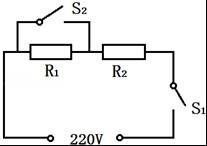 S₂
R₁ R₂
S₁
220V